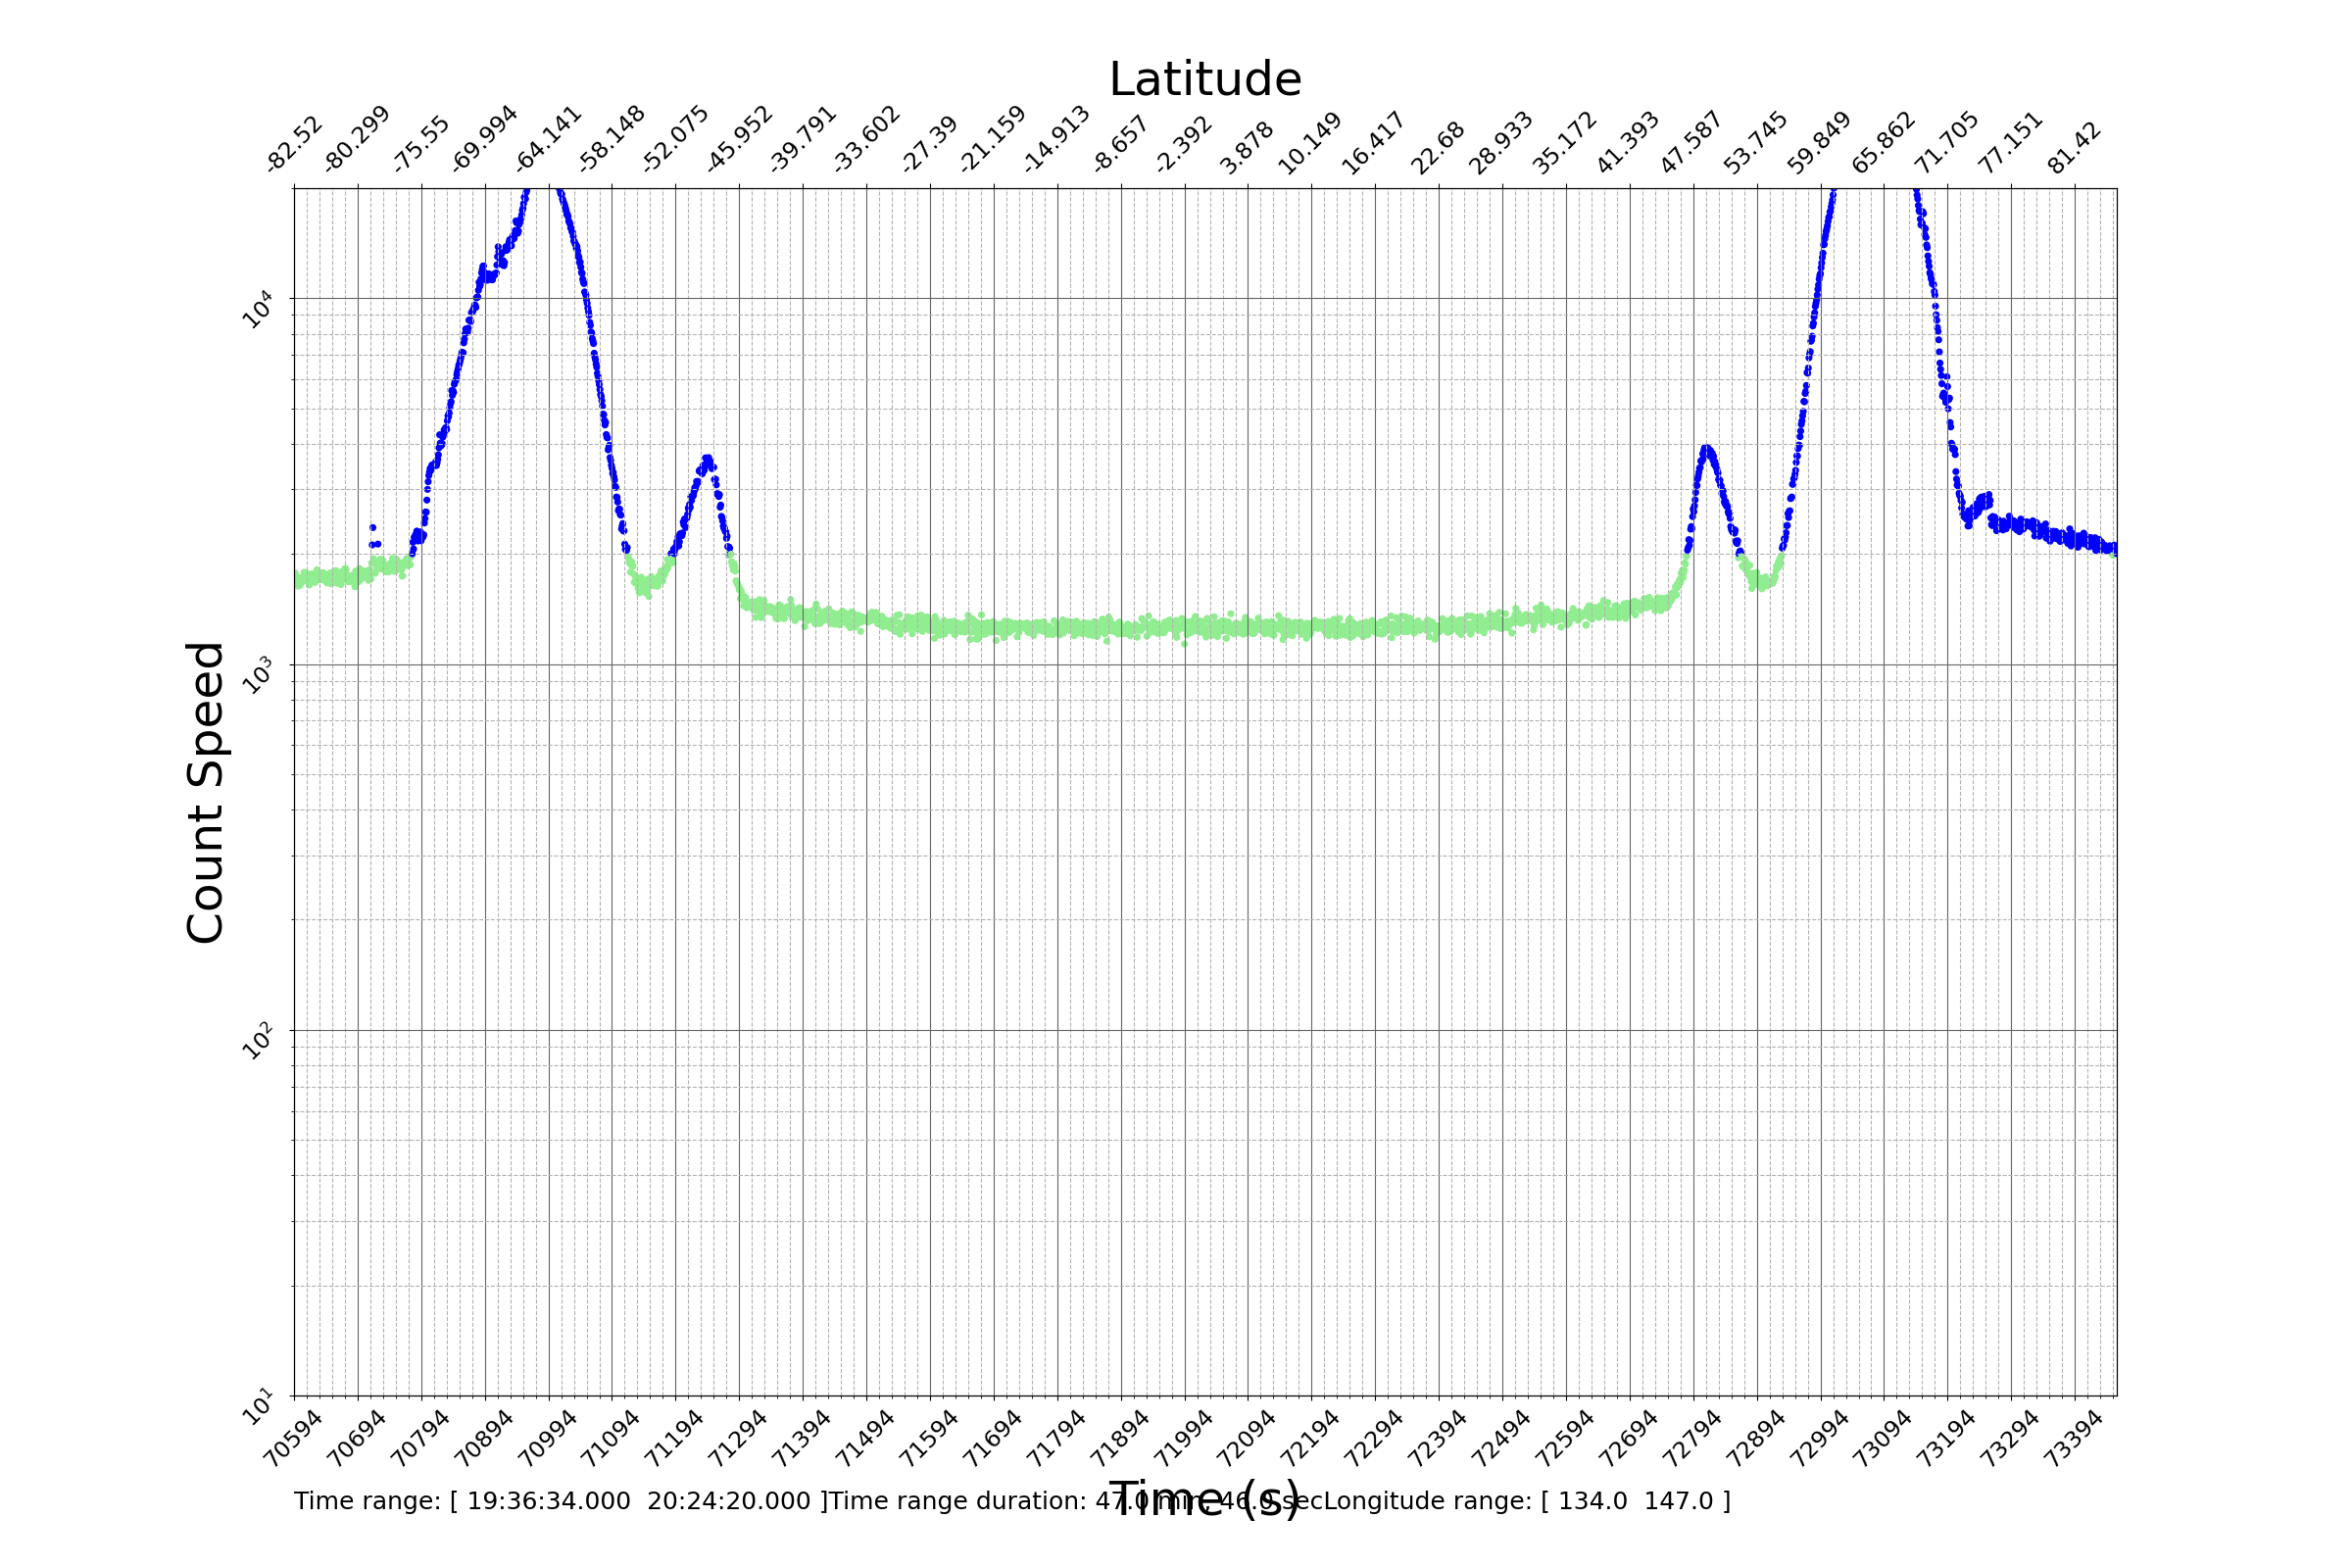 Latitude
-82.52 -80.299 -75.55 -69.994 -64.141 -58.148 -52.075 -45.952 -39.791 -33.602 -27.39 -21.159 -14.913 -8.657 -2.392 3.878 10.149 16.417 22.68 28.933 35.172 41.393 47.587 53.745 59.849 65.862 71.705 77.151 81.42
Count Speed
10⁴
10³
10²
10¹
70594 70694 70794 70894 70994 71094 71194 71294 71394 71494 71594 71694 71794 71894 71994 72094 72194 72294 72394 72494 72594 72694 72794 72894 72994 73094 73194 73294 73394
Time (s)
Time range: [ 19:36:34.000  20:24:20.000 ]Time range duration: 47.0 min, 46.0 secLongitude range: [ 134.0  147.0 ]